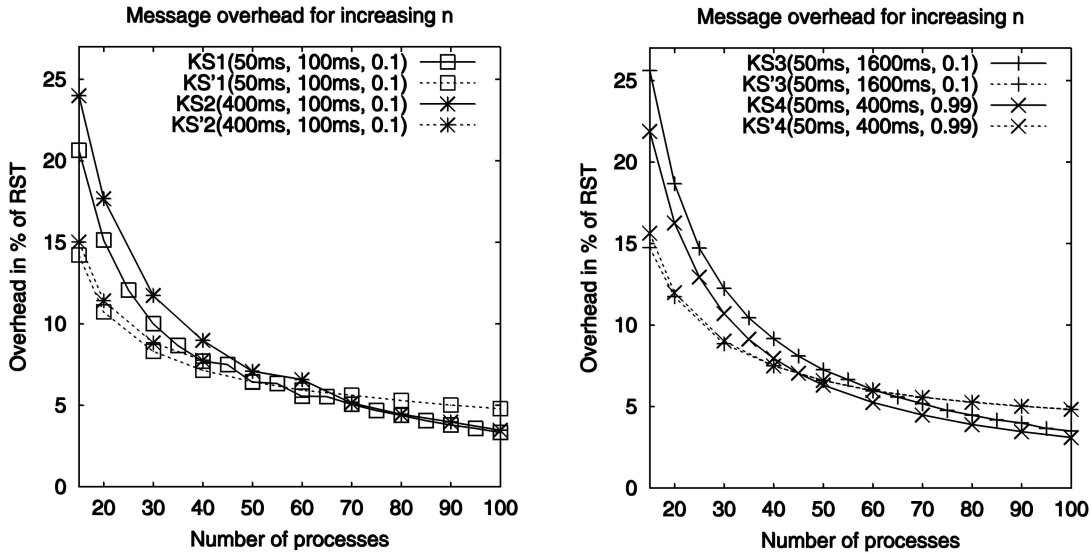 Message overhead for increasing n
Overhead in % of RST
25
20
15
10
5
0
KS1(50ms, 100ms, 0.1)
KS'1(50ms, 100ms, 0.1)
KS2(400ms, 100ms, 0.1)
KS'2(400ms, 100ms, 0.1)
20 30 40 50 60 70 80 90 100
Number of processes
Message overhead for increasing n
Overhead in % of RST
25
20
15
10
5
0
KS3(50ms, 1600ms, 0.1)
KS'3(50ms, 1600ms, 0.1)
KS4(50ms, 400ms, 0.99)
KS'4(50ms, 400ms, 0.99)
20 30 40 50 60 70 80 90 100
Number of processes